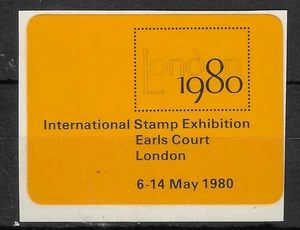 London
1980
International Stamp Exhibition
Earls Court
London
6-14 May 1980